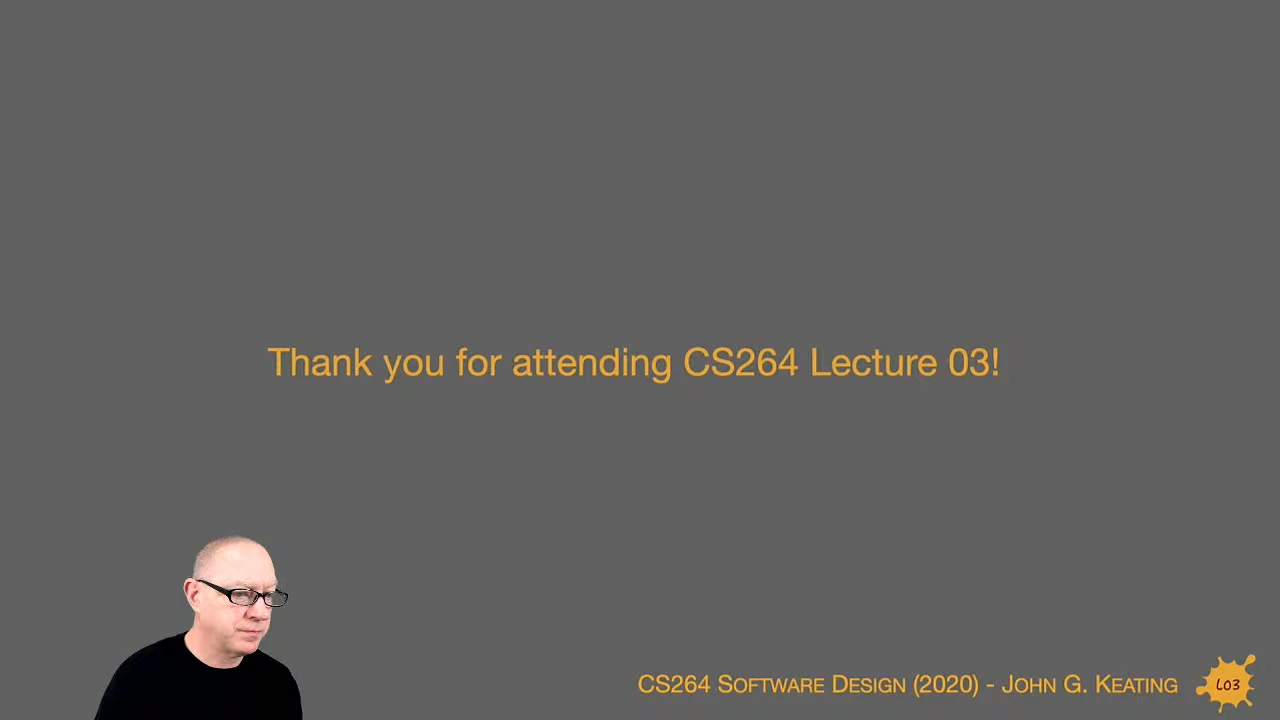 Thank you for attending CS264 Lecture 03!
CS264 SOFTWARE DESIGN (2020) - JOHN G. KEATING
L03